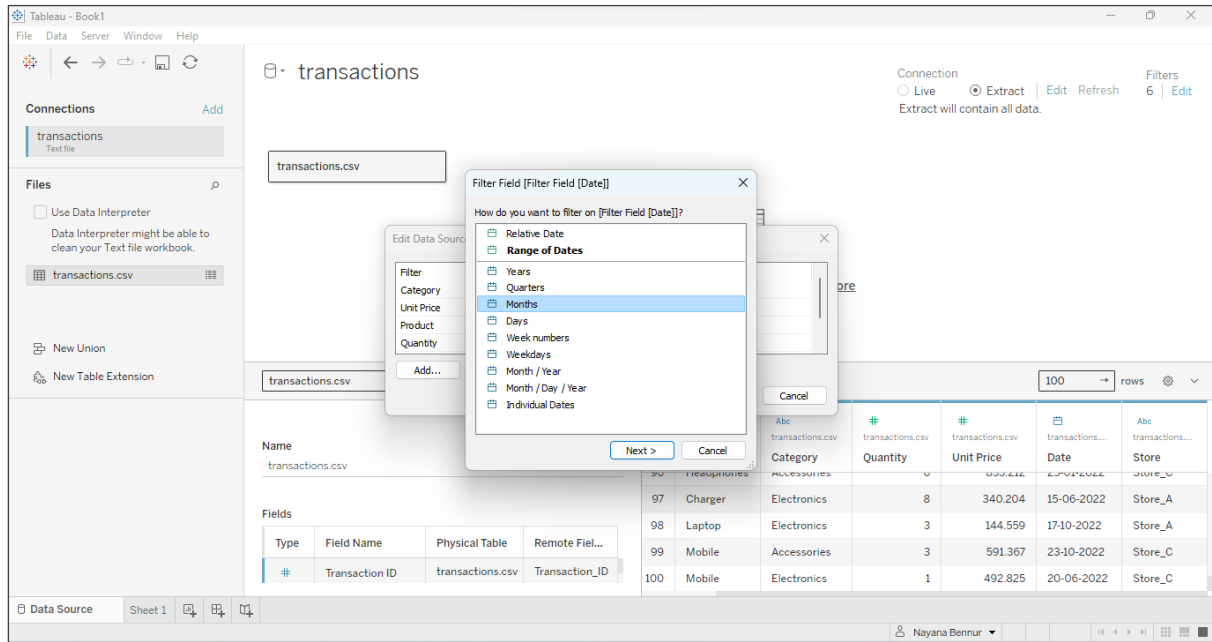 Tableau - Book1
File Data Server Window Help
Connections Add
transactions
Text file
Files
Use Data Interpreter
Data Interpreter might be able to
clean your Text file workbook.
transactions.csv
New Union
New Table Extension
transactions
Connection
Live Extract Edit Refresh
Extract will contain all data.
Filters
6 Edit
transactions.csv
Edit Data Sourc
Filter
Category
Unit Price
Product
Quantity
Add...
Cancel
Filter Field [Filter Field [Date]]
How do you want to filter on [Filter Field [Date]]?
Relative Date
Range of Dates
Years
Quarters
Months
Days
Week numbers
Weekdays
Month / Year
Month / Day / Year
Individual Dates
Next > Cancel
ore
transactions.csv
100 → rows
Name
transactions.csv
Fields
Type Field Name Physical Table Remote Fiel...
# Transaction ID transactions.csv Transaction_ID
Abc # # Abc
transactions.csv transactions.csv transactions.csv transactions.... transactions....
Category Quantity Unit Price Date Store
97 Charger Electronics 8 340.204 15-06-2022 Store_A
98 Laptop Electronics 3 144.559 17-10-2022 Store_A
99 Mobile Accessories 3 591.367 23-10-2022 Store_C
100 Mobile Electronics 1 492.825 20-06-2022 Store_C
Data Source Sheet 1
Nayana Bennur